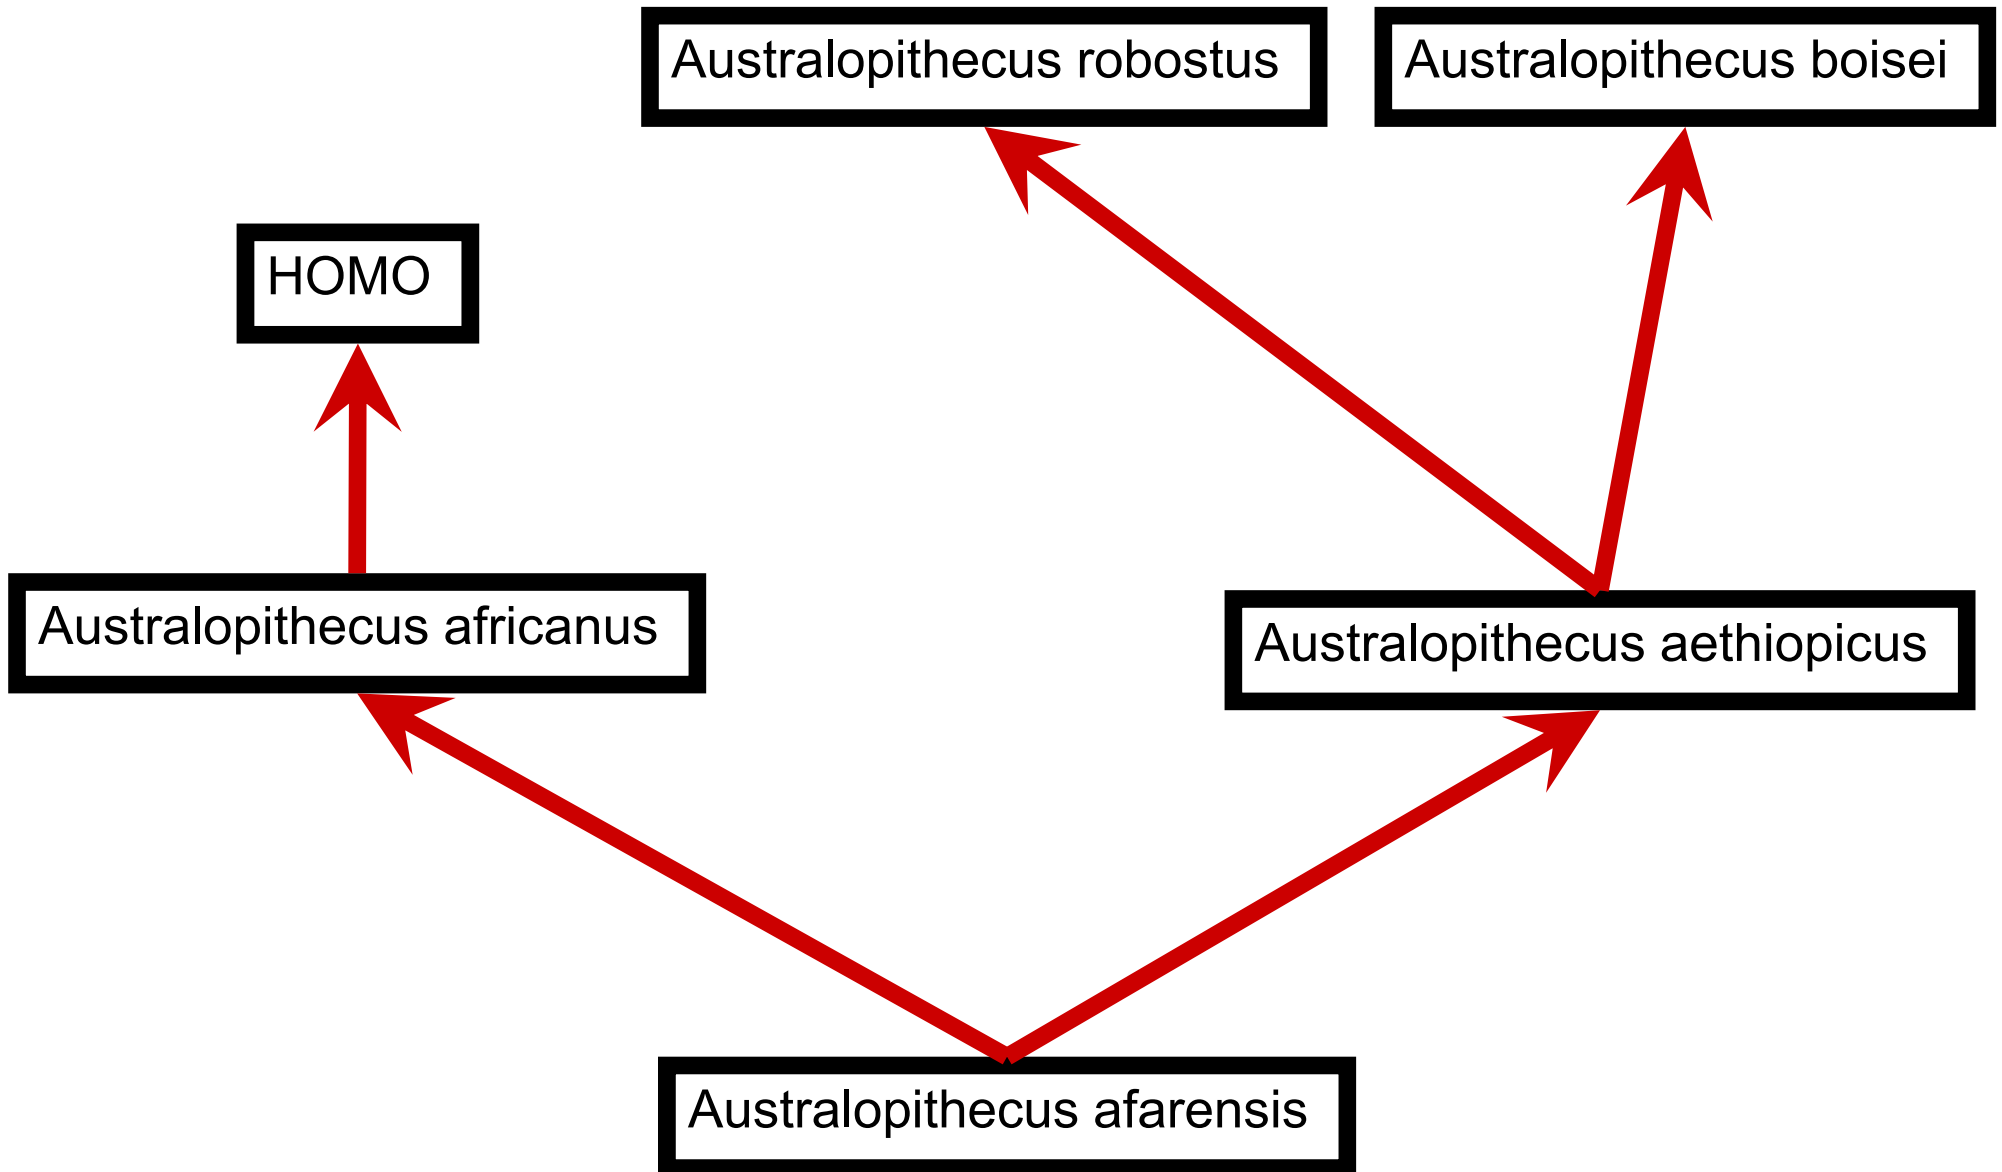 Australopithecus robostus
Australopithecus boisei
HOMO
Australopithecus africanus
Australopithecus aethiopicus
Australopithecus afarensis